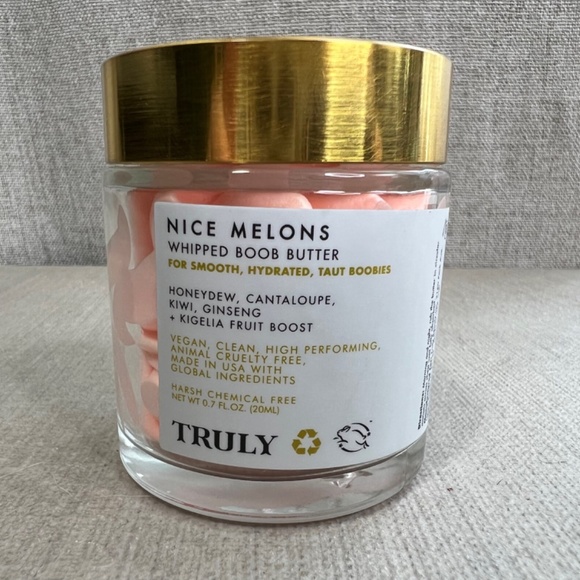 NICE MELONS
WHIPPED BOOB BUTTER
FOR SMOOTH, HYDRATED, TAUT BOOBIES
HONEYDEW, CANTALOUPE,
KIWI, GINSENG
+ KIGELIA FRUIT BOOST
VEGAN, CLEAN, HIGH PERFORMING,
ANIMAL CRUELTY FREE,
MADE IN USA WITH
GLOBAL INGREDIENTS
HARSH CHEMICAL FREE
NET WT 0.7 FL.OZ. (20ML)
TRULY